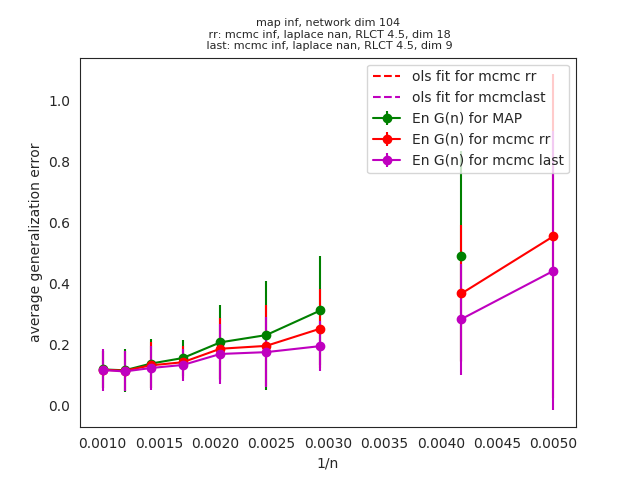 map inf, network dim 104
rr: mcmc inf, laplace nan, RLCT 4.5, dim 18
last: mcmc inf, laplace nan, RLCT 4.5, dim 9
ols fit for mcmc rr
ols fit for mcmclast
En G(n) for MAP
En G(n) for mcmc rr
En G(n) for mcmc last
average generalization error
1.0
0.8
0.6
0.4
0.2
0.0
0.0010 0.0015 0.0020 0.0025 0.0030 0.0035 0.0040 0.0045 0.0050
1/n